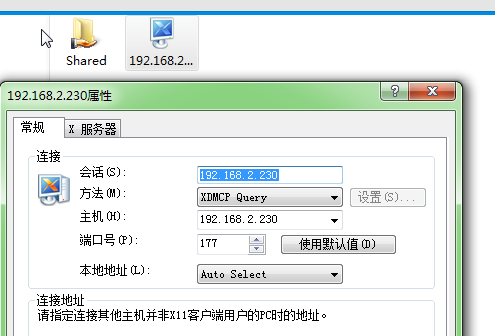 Shared
192.168.2...
192.168.2.230属性
常规
X 服务器
连接
会话(S):
192.168.2.230
方法(M):
XDMCP Query
设置(S)...
主机(H):
192.168.2.230
端口号(P):
177
使用默认值(D)
本地地址(L):
Auto Select
连接地址
请指定连接其他主机并非X11客户端用户的PC时的地址。